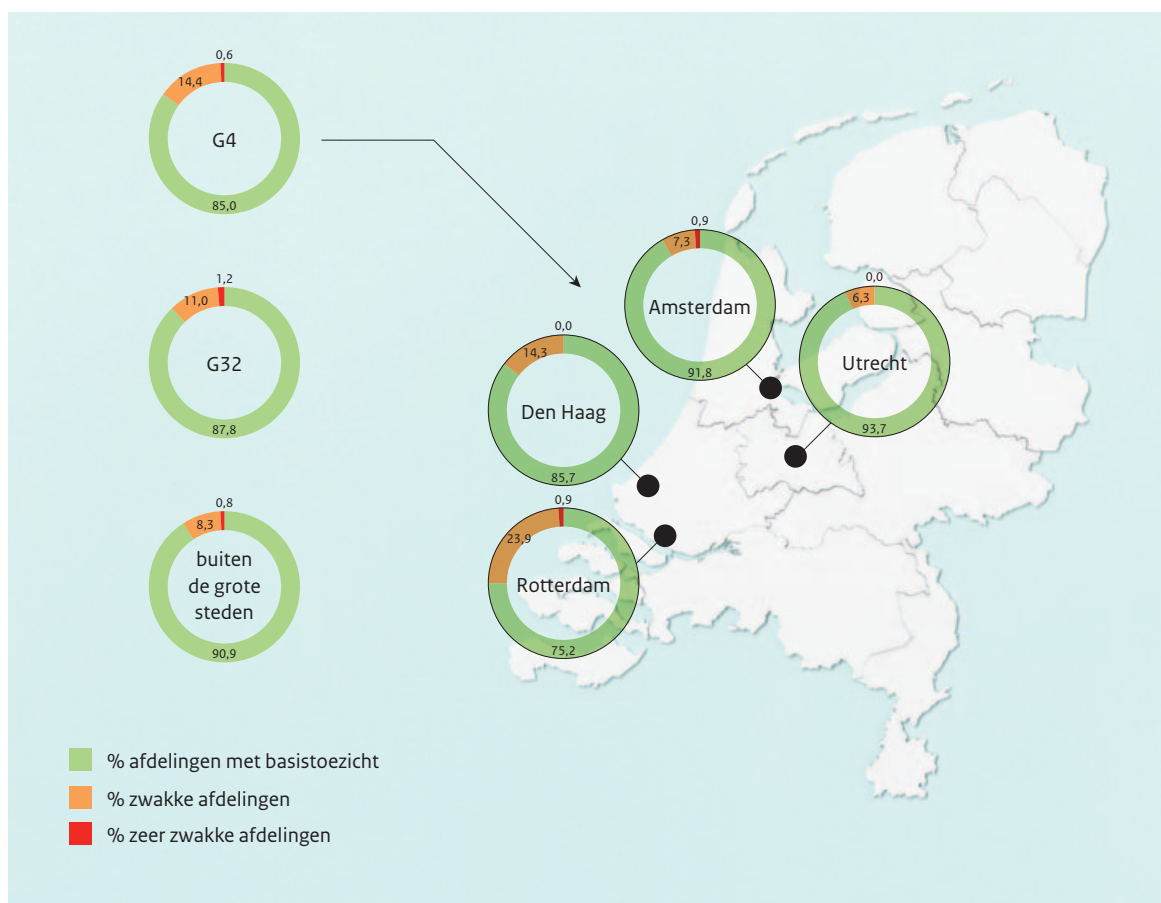 0,6
14,4
G4
85,0
1,2
11,0
G32
87,8
0,8
8,3
buiten
de grote
steden
90,9
0,9
7,3
Amsterdam
91,8
0,0
6,3
Utrecht
93,7
0,0
14,3
Den Haag
85,7
0,9
23,9
Rotterdam
75,2
% afdelingen met basistoezicht
% zwakke afdelingen
% zeer zwakke afdelingen